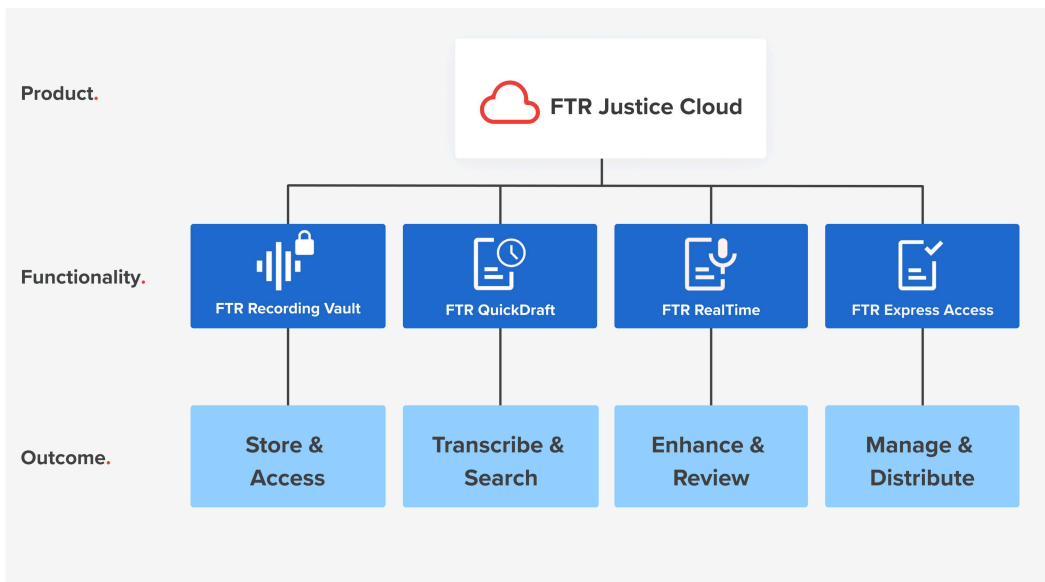 Product.
FTR Justice Cloud
Functionality.
FTR Recording Vault
FTR QuickDraft
FTR RealTime
FTR Express Access
Outcome.
Store &
Access
Transcribe &
Search
Enhance &
Review
Manage &
Distribute